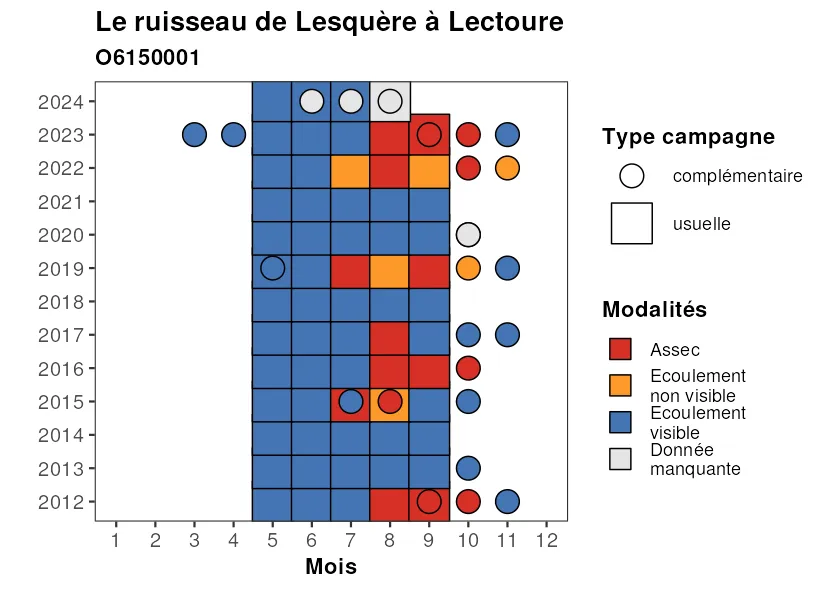 Le ruisseau de Lesquère à Lectoure
O6150001
2024
2023
2022
2021
2020
2019
2018
2017
2016
2015
2014
2013
2012
1 2 3 4 5 6 7 8 9 10 11 12
Mois
Type campagne
complémentaire
usuelle
Modalités
Assec
Ecoulement
non visible
Ecoulement
visible
Donnée
manquante